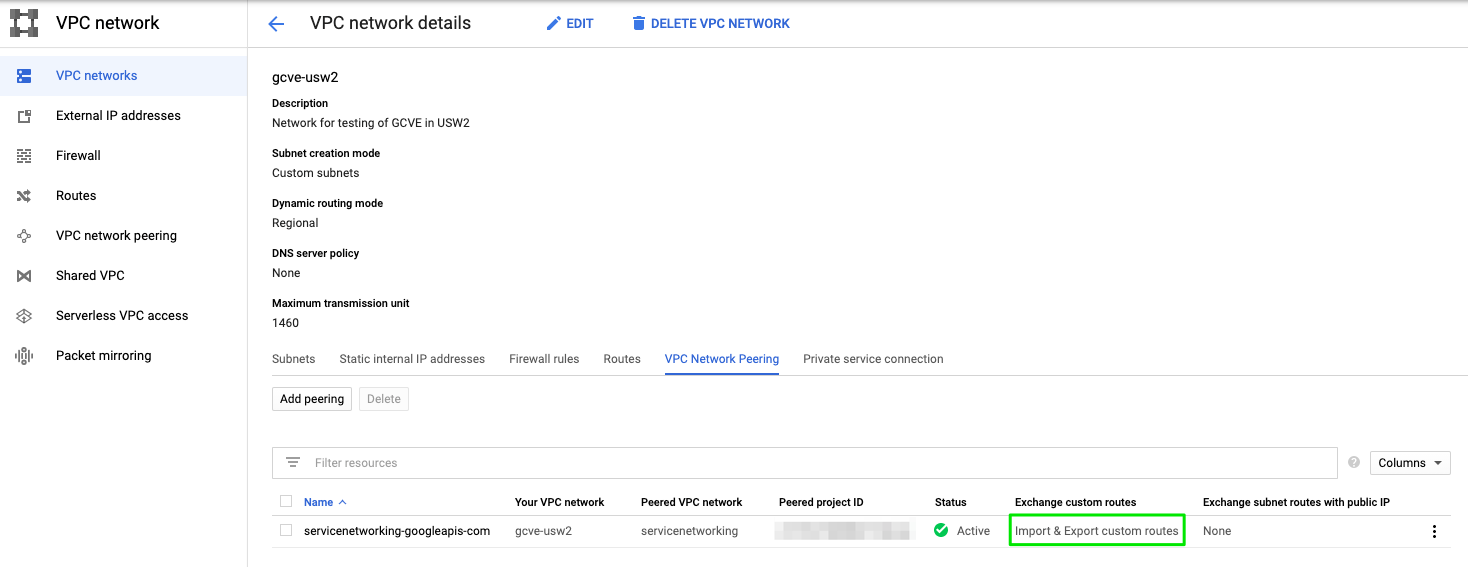 VPC network
VPC network details
EDIT
DELETE VPC NETWORK
VPC networks
External IP addresses
Firewall
Routes
VPC network peering
Shared VPC
Serverless VPC access
Packet mirroring
gcve-usw2
Description
Network for testing of GCVE in USW2
Subnet creation mode
Custom subnets
Dynamic routing mode
Regional
DNS server policy
None
Maximum transmission unit
1460
Subnets Static internal IP addresses Firewall rules Routes VPC Network Peering Private service connection
Add peering Delete
Filter resources ? Columns
Name Your VPC network Peered VPC network Peered project ID Status Exchange custom routes Exchange subnet routes with public IP
servicenetworking-googleapis-com gcve-usw2 servicenetworking Active Import & Export custom routes None